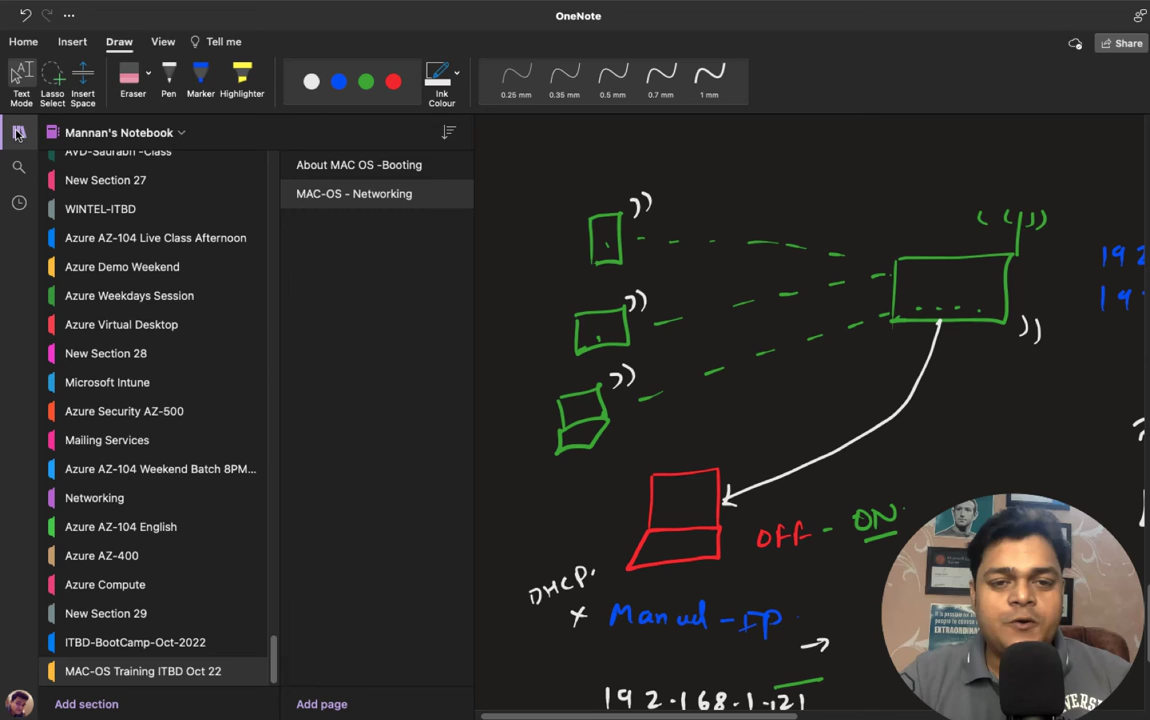 OneNote
Home Insert Draw View Tell me
Share
Text Mode
Lasso Select
Insert Space
Eraser
Pen
Marker
Highlighter
Ink Colour
0.25 mm 0.35 mm 0.5 mm 0.7 mm 1 mm
Mannan's Notebook
AVD-Saurabh -Class
New Section 27
WINTEL-ITBD
Azure AZ-104 Live Class Afternoon
Azure Demo Weekend
Azure Weekdays Session
Azure Virtual Desktop
New Section 28
Microsoft Intune
Azure Security AZ-500
Mailing Services
Azure AZ-104 Weekend Batch 8PM...
Networking
Azure AZ-104 English
Azure AZ-400
Azure Compute
New Section 29
ITBD-BootCamp-Oct-2022
MAC-OS Training ITBD Oct 22
Add section
About MAC OS -Booting
MAC-OS - Networking
Add page
192
19
OFF - ON
DHCP.
x Manual - IP
192.168.1.121
EXTRAORDINAR